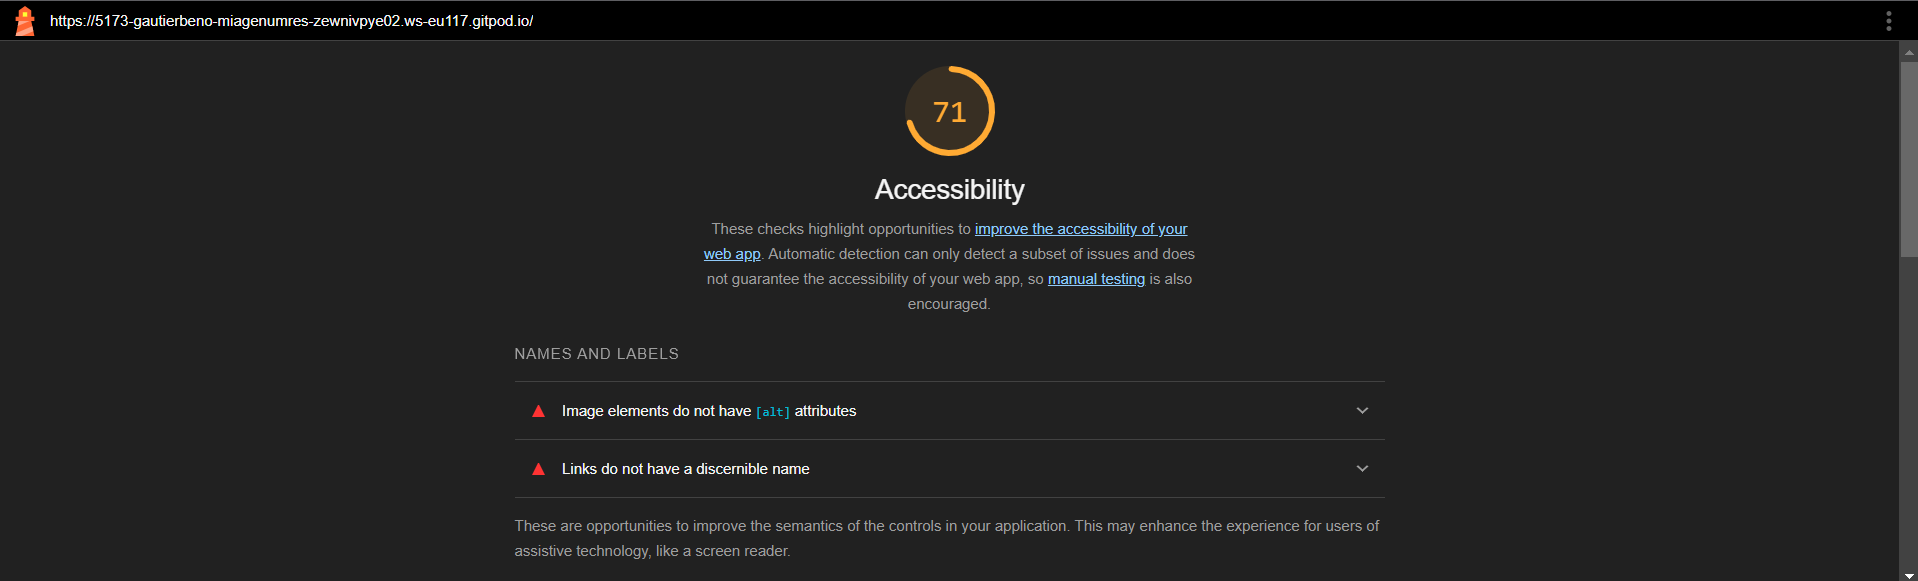 https://5173-gautierbeno-miagenumres-zewnivpye02.ws-eu117.gitpod.io/
71
Accessibility
These checks highlight opportunities to improve the accessibility of your
web app. Automatic detection can only detect a subset of issues and does
not guarantee the accessibility of your web app, so manual testing is also
encouraged.
NAMES AND LABELS
Image elements do not have [alt] attributes
Links do not have a discernible name
These are opportunities to improve the semantics of the controls in your application. This may enhance the experience for users of
assistive technology, like a screen reader.